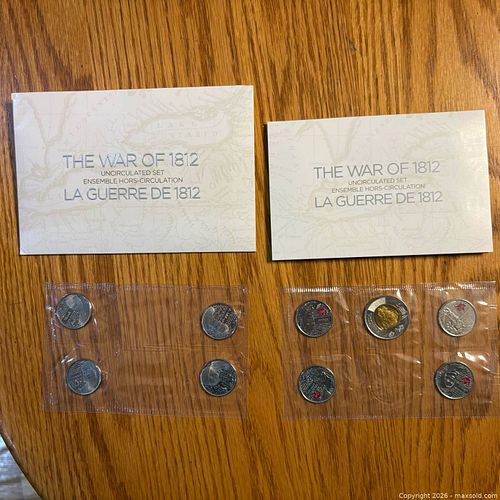 THE WAR OF 1812
UNCIRCULATED SET
ENSEMBLE HORS-CIRCULATION
LA GUERRE DE 1812
THE WAR OF 1812
UNCIRCULATED SET
ENSEMBLE HORS-CIRCULATION
LA GUERRE DE 1812
Copyright 2026 - maxsold.com